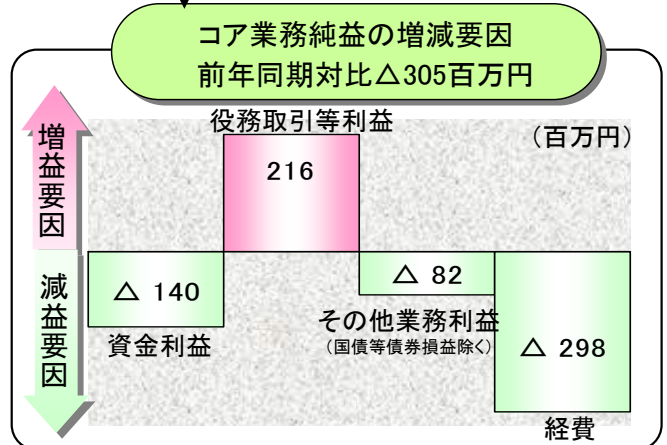 コア業務純益の増減要因
前年同期対比△305百万円
増益要因
減益要因
(百万円)
役務取引等利益
216
△ 140
資金利益
△ 82
その他業務利益
(国債等債券損益除く)
△ 298
経費